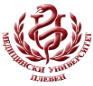 МЕДИЦИНСКИ УНИВЕРСИТЕТ
ПЛЕВЕН